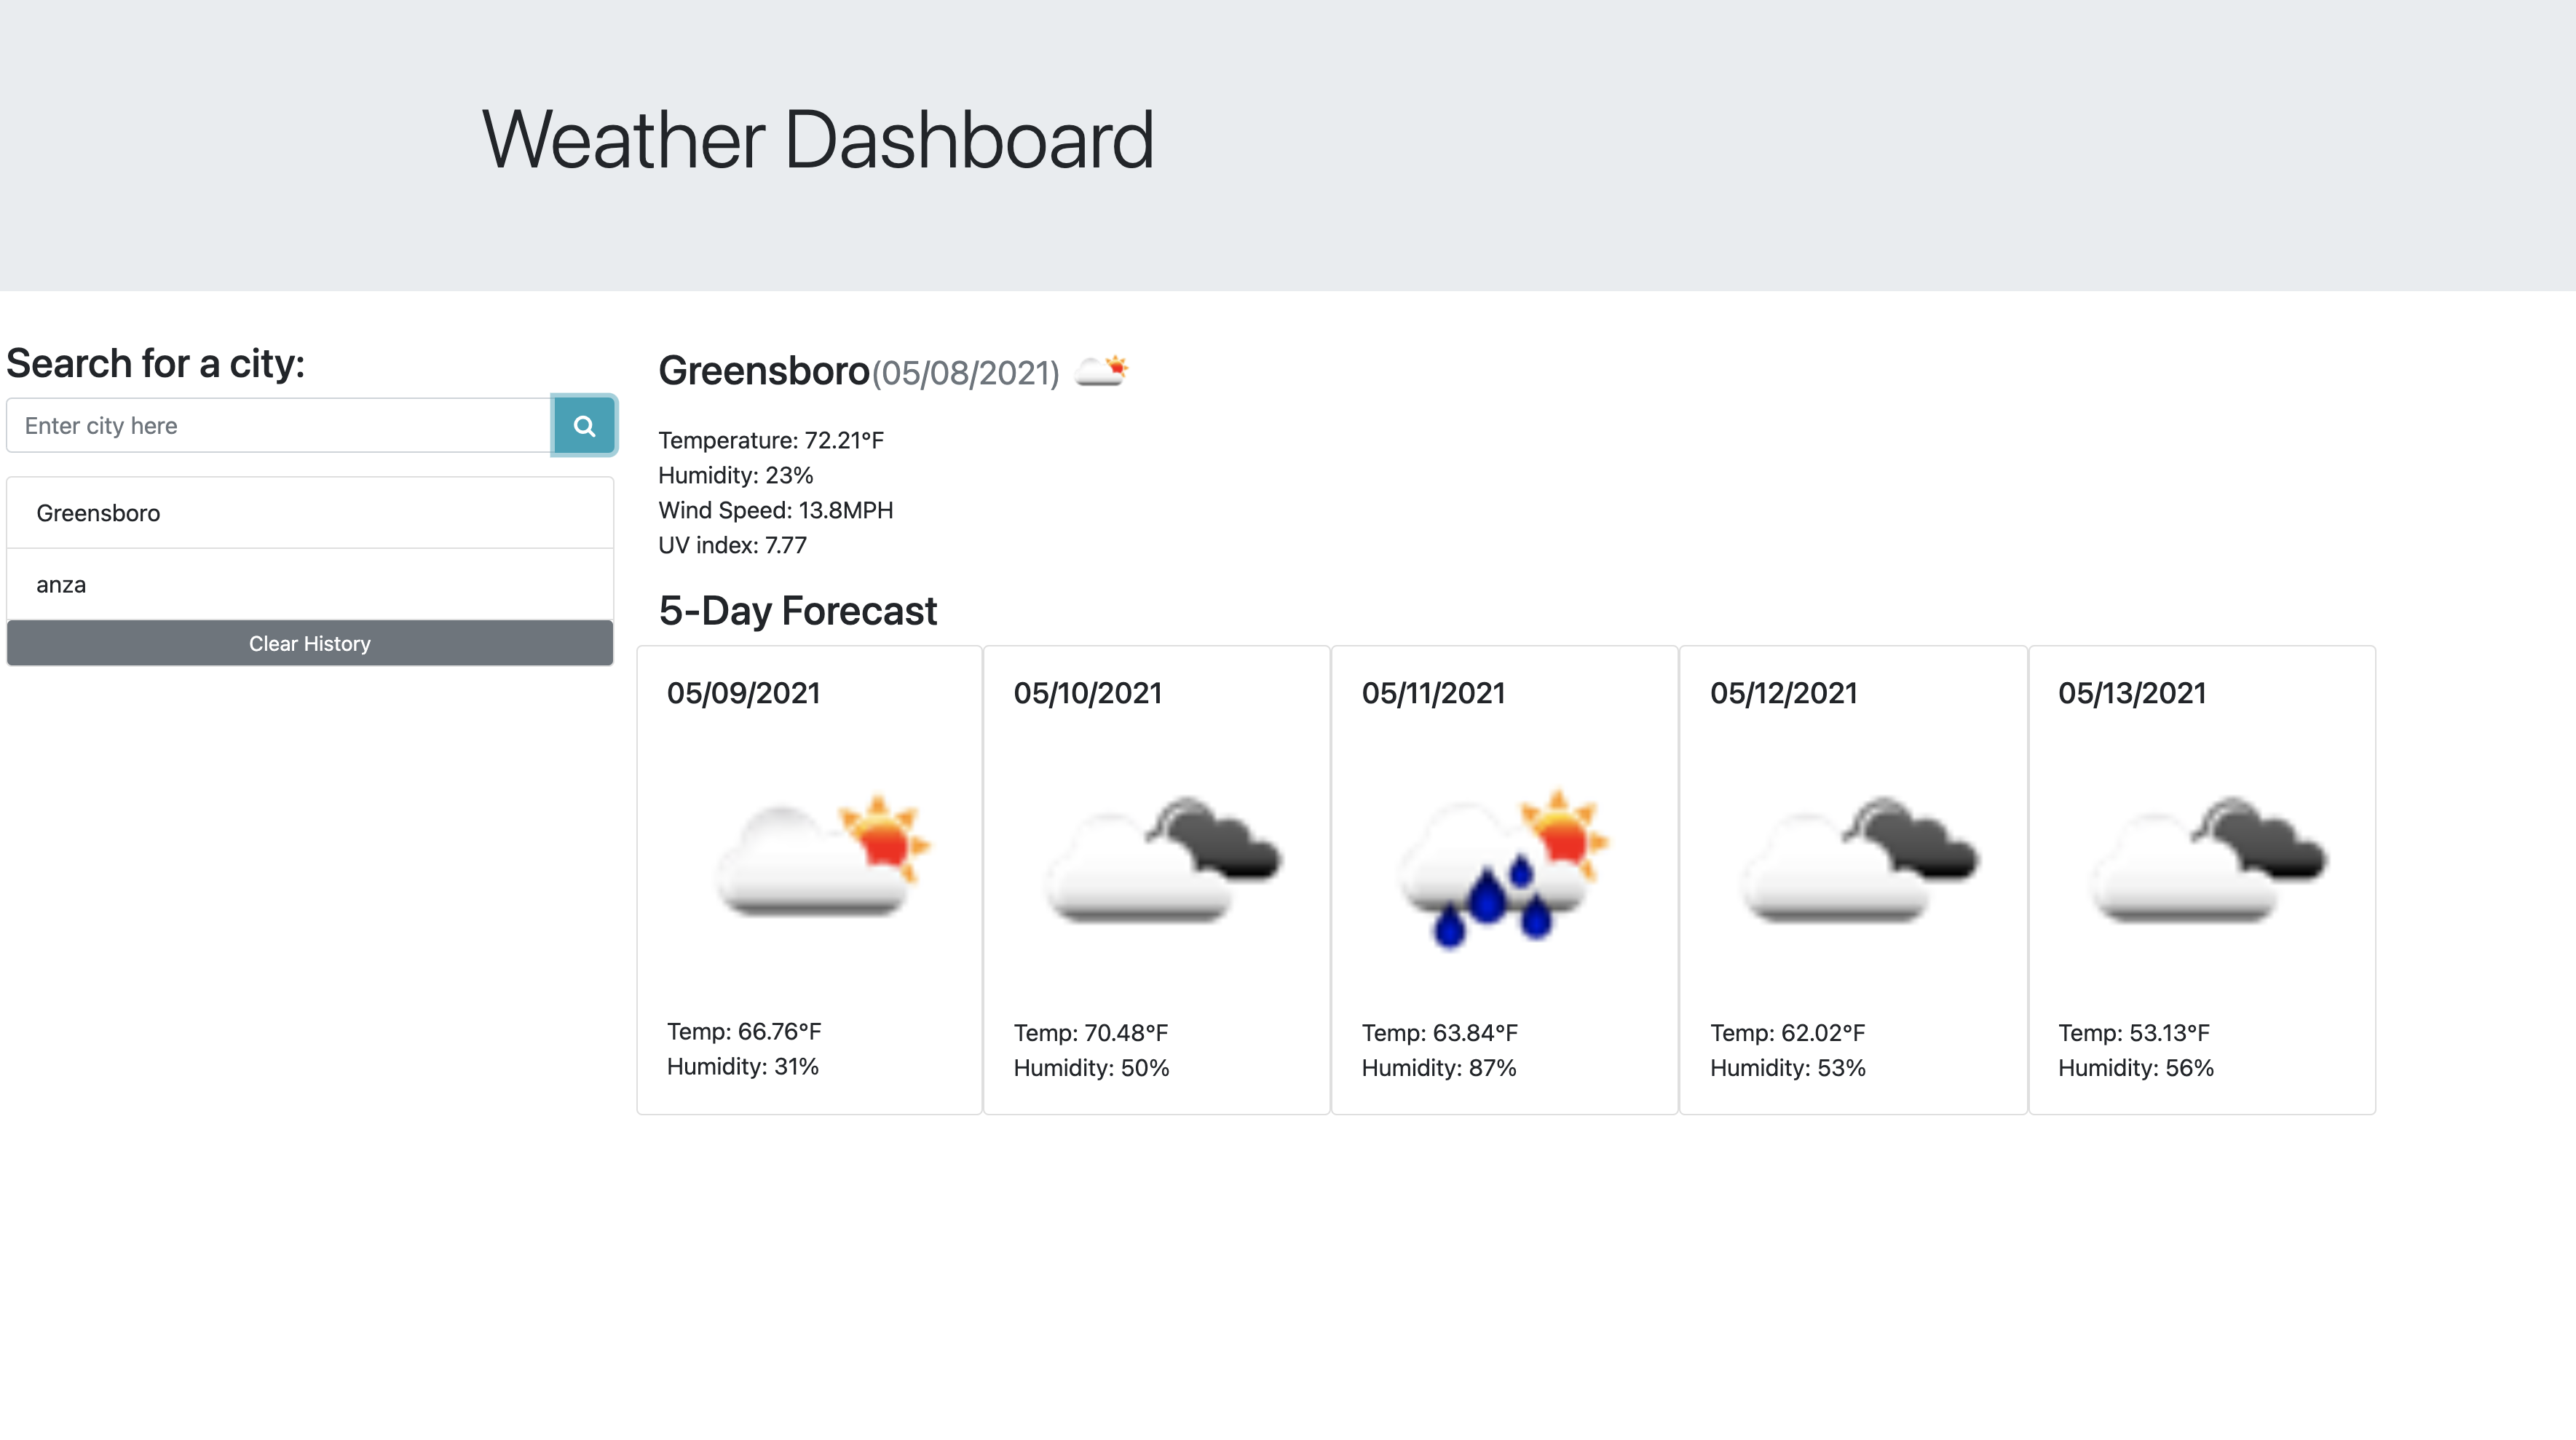 Weather Dashboard
Search for a city:
Enter city here
Greensboro
anza
Clear History
Greensboro(05/08/2021)
Temperature: 72.21°F
Humidity: 23%
Wind Speed: 13.8MPH
UV index: 7.77
5-Day Forecast
05/09/2021
Temp: 66.76°F
Humidity: 31%
05/10/2021
Temp: 70.48°F
Humidity: 50%
05/11/2021
Temp: 63.84°F
Humidity: 87%
05/12/2021
Temp: 62.02°F
Humidity: 53%
05/13/2021
Temp: 53.13°F
Humidity: 56%